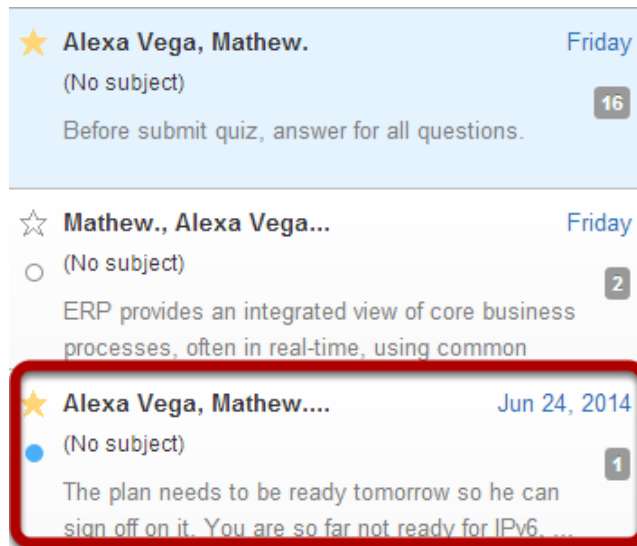 Alexa Vega, Mathew. Friday
(No subject)
16
Before submit quiz, answer for all questions.
Mathew., Alexa Vega... Friday
(No subject)
2
ERP provides an integrated view of core business
processes, often in real-time, using common
Alexa Vega, Mathew.... Jun 24, 2014
(No subject)
1
The plan needs to be ready tomorrow so he can
sign off on it. You are so far not ready for IPv6, ...